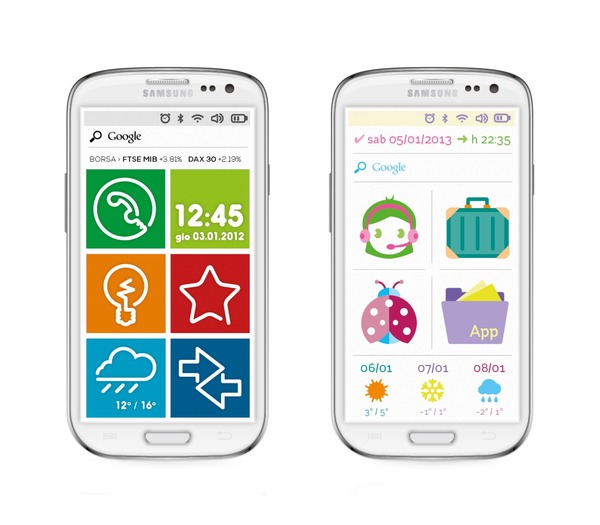 SAMSUNG
Google
BORSA › FTSE MIB +3.81% DAX 30 +2.19%
12:45
gio 03.01.2012
12° / 16°
SAMSUNG
sab 05/01/2013 ➔ h 22:35
Google
App
06/01 07/01 08/01
3° / 5° -1° / 1° -2° / 1°